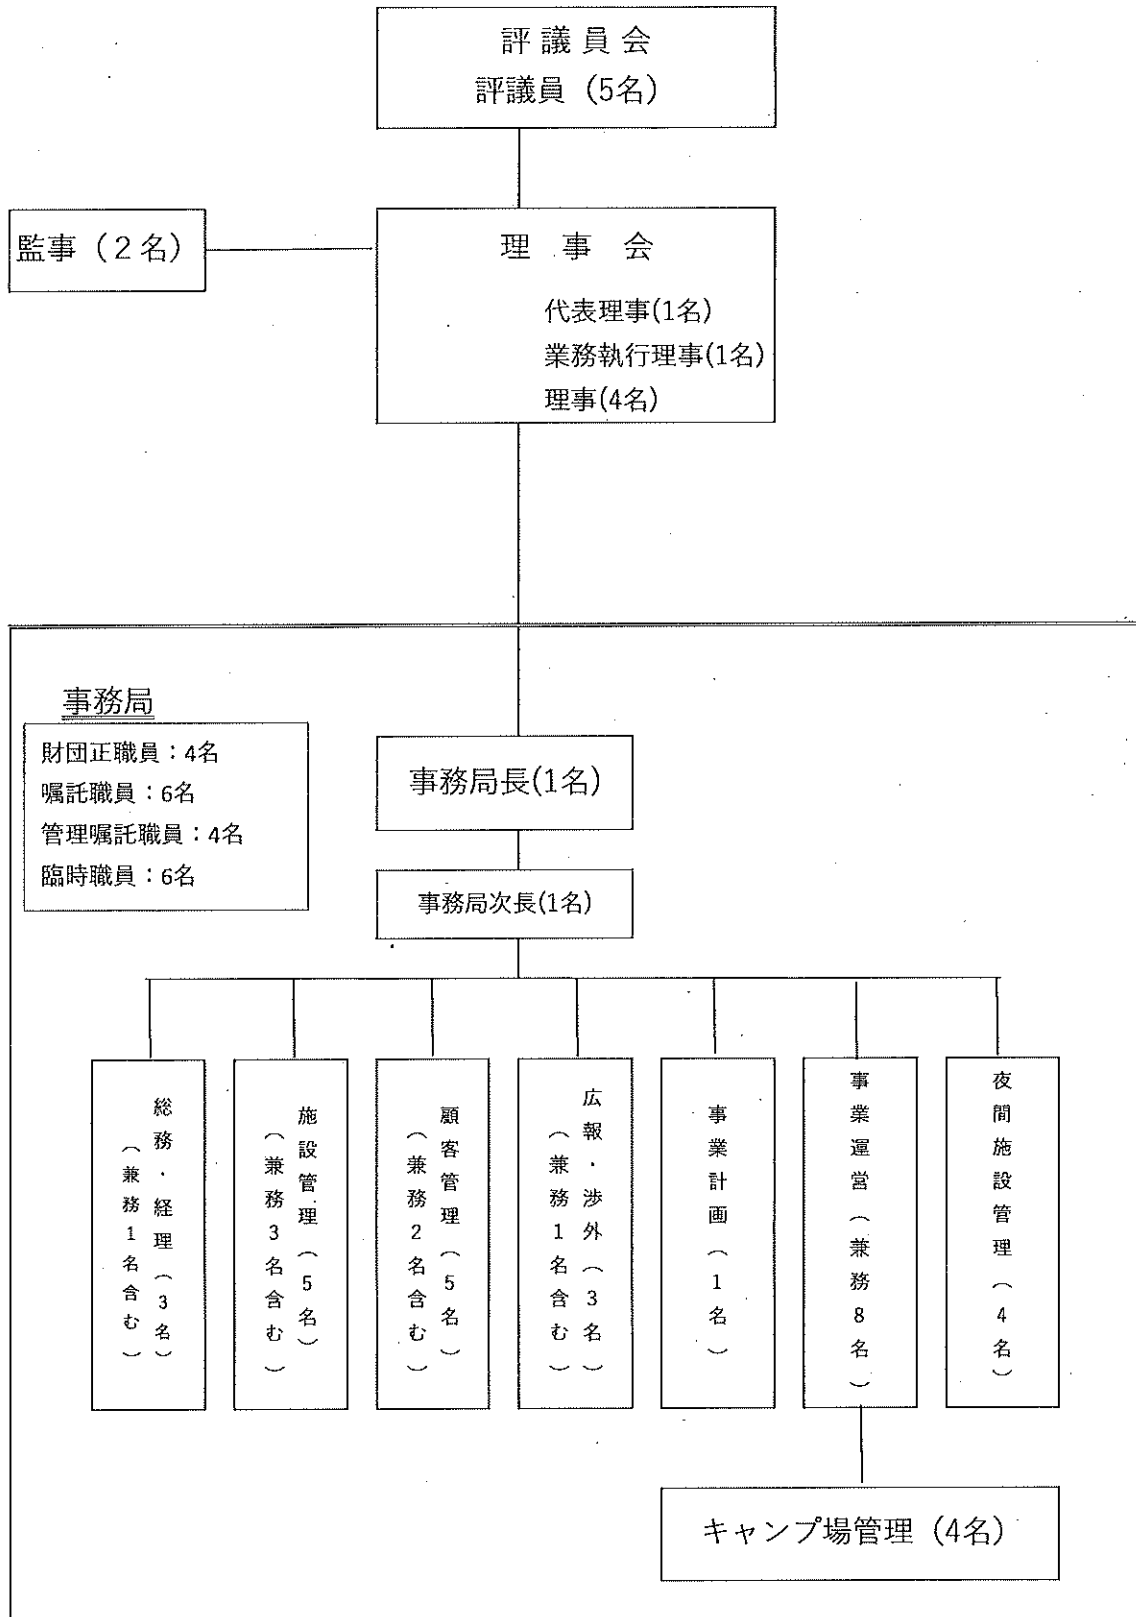 評議員会
評議員（5名）
監事（２名）
理事会
代表理事(1名)
業務執行理事(1名)
理事(4名)
事務局
財団正職員：4名
嘱託職員：6名
管理嘱託職員：4名
臨時職員：6名
事務局長(1名)
事務局次長(1名)
総務・経理（3名）
（兼務1名含む）
施設管理（5名）
（兼務3名含む）
顧客管理（5名）
（兼務2名含む）
広報・渉外（3名）
（兼務1名含む）
事業計画（1名）
事業運営（兼務8名）
夜間施設管理（4名）
キャンプ場管理（4名）